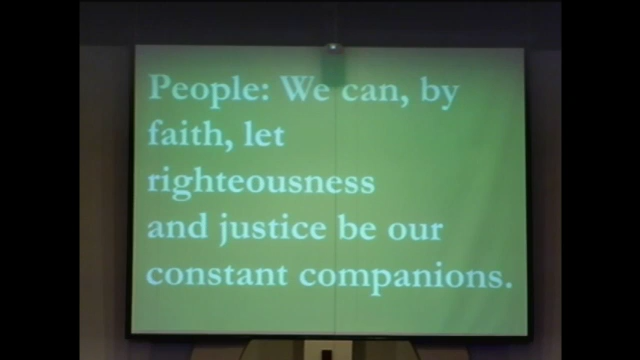 People: We can, by
faith, let
righteousness
and justice be our
constant companions.